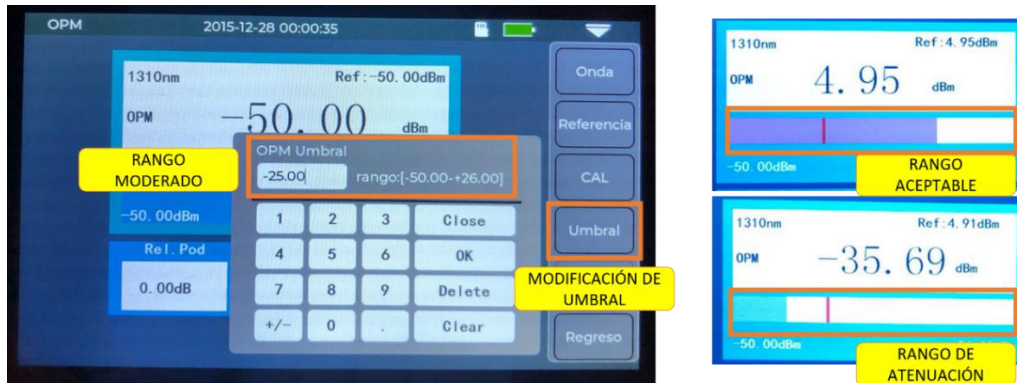 OPM
2015-12-28 00:00:35
1310nm
Ref:-50.00dBm
OPM
-50.00 dBm
RANGO
MODERADO
OPM Umbral
-25.00
rango:[-50.00-+26.00]
-50.00dBm
Rel. Pod
0.00dB
1 2 3 Close
4 5 6 OK
7 8 9 Delete
+/- 0 . Clear
Onda
Referencia
CAL
Umbral
MODIFICACIÓN DE
UMBRAL
Regreso
1310nm
Ref:4.95dBm
OPM
4.95 dBm
-50.00dBm
RANGO
ACEPTABLE
1310nm
Ref:4.91dBm
OPM
-35.69 dBm
-50.00dBm
RANGO DE
ATENUACIÓN